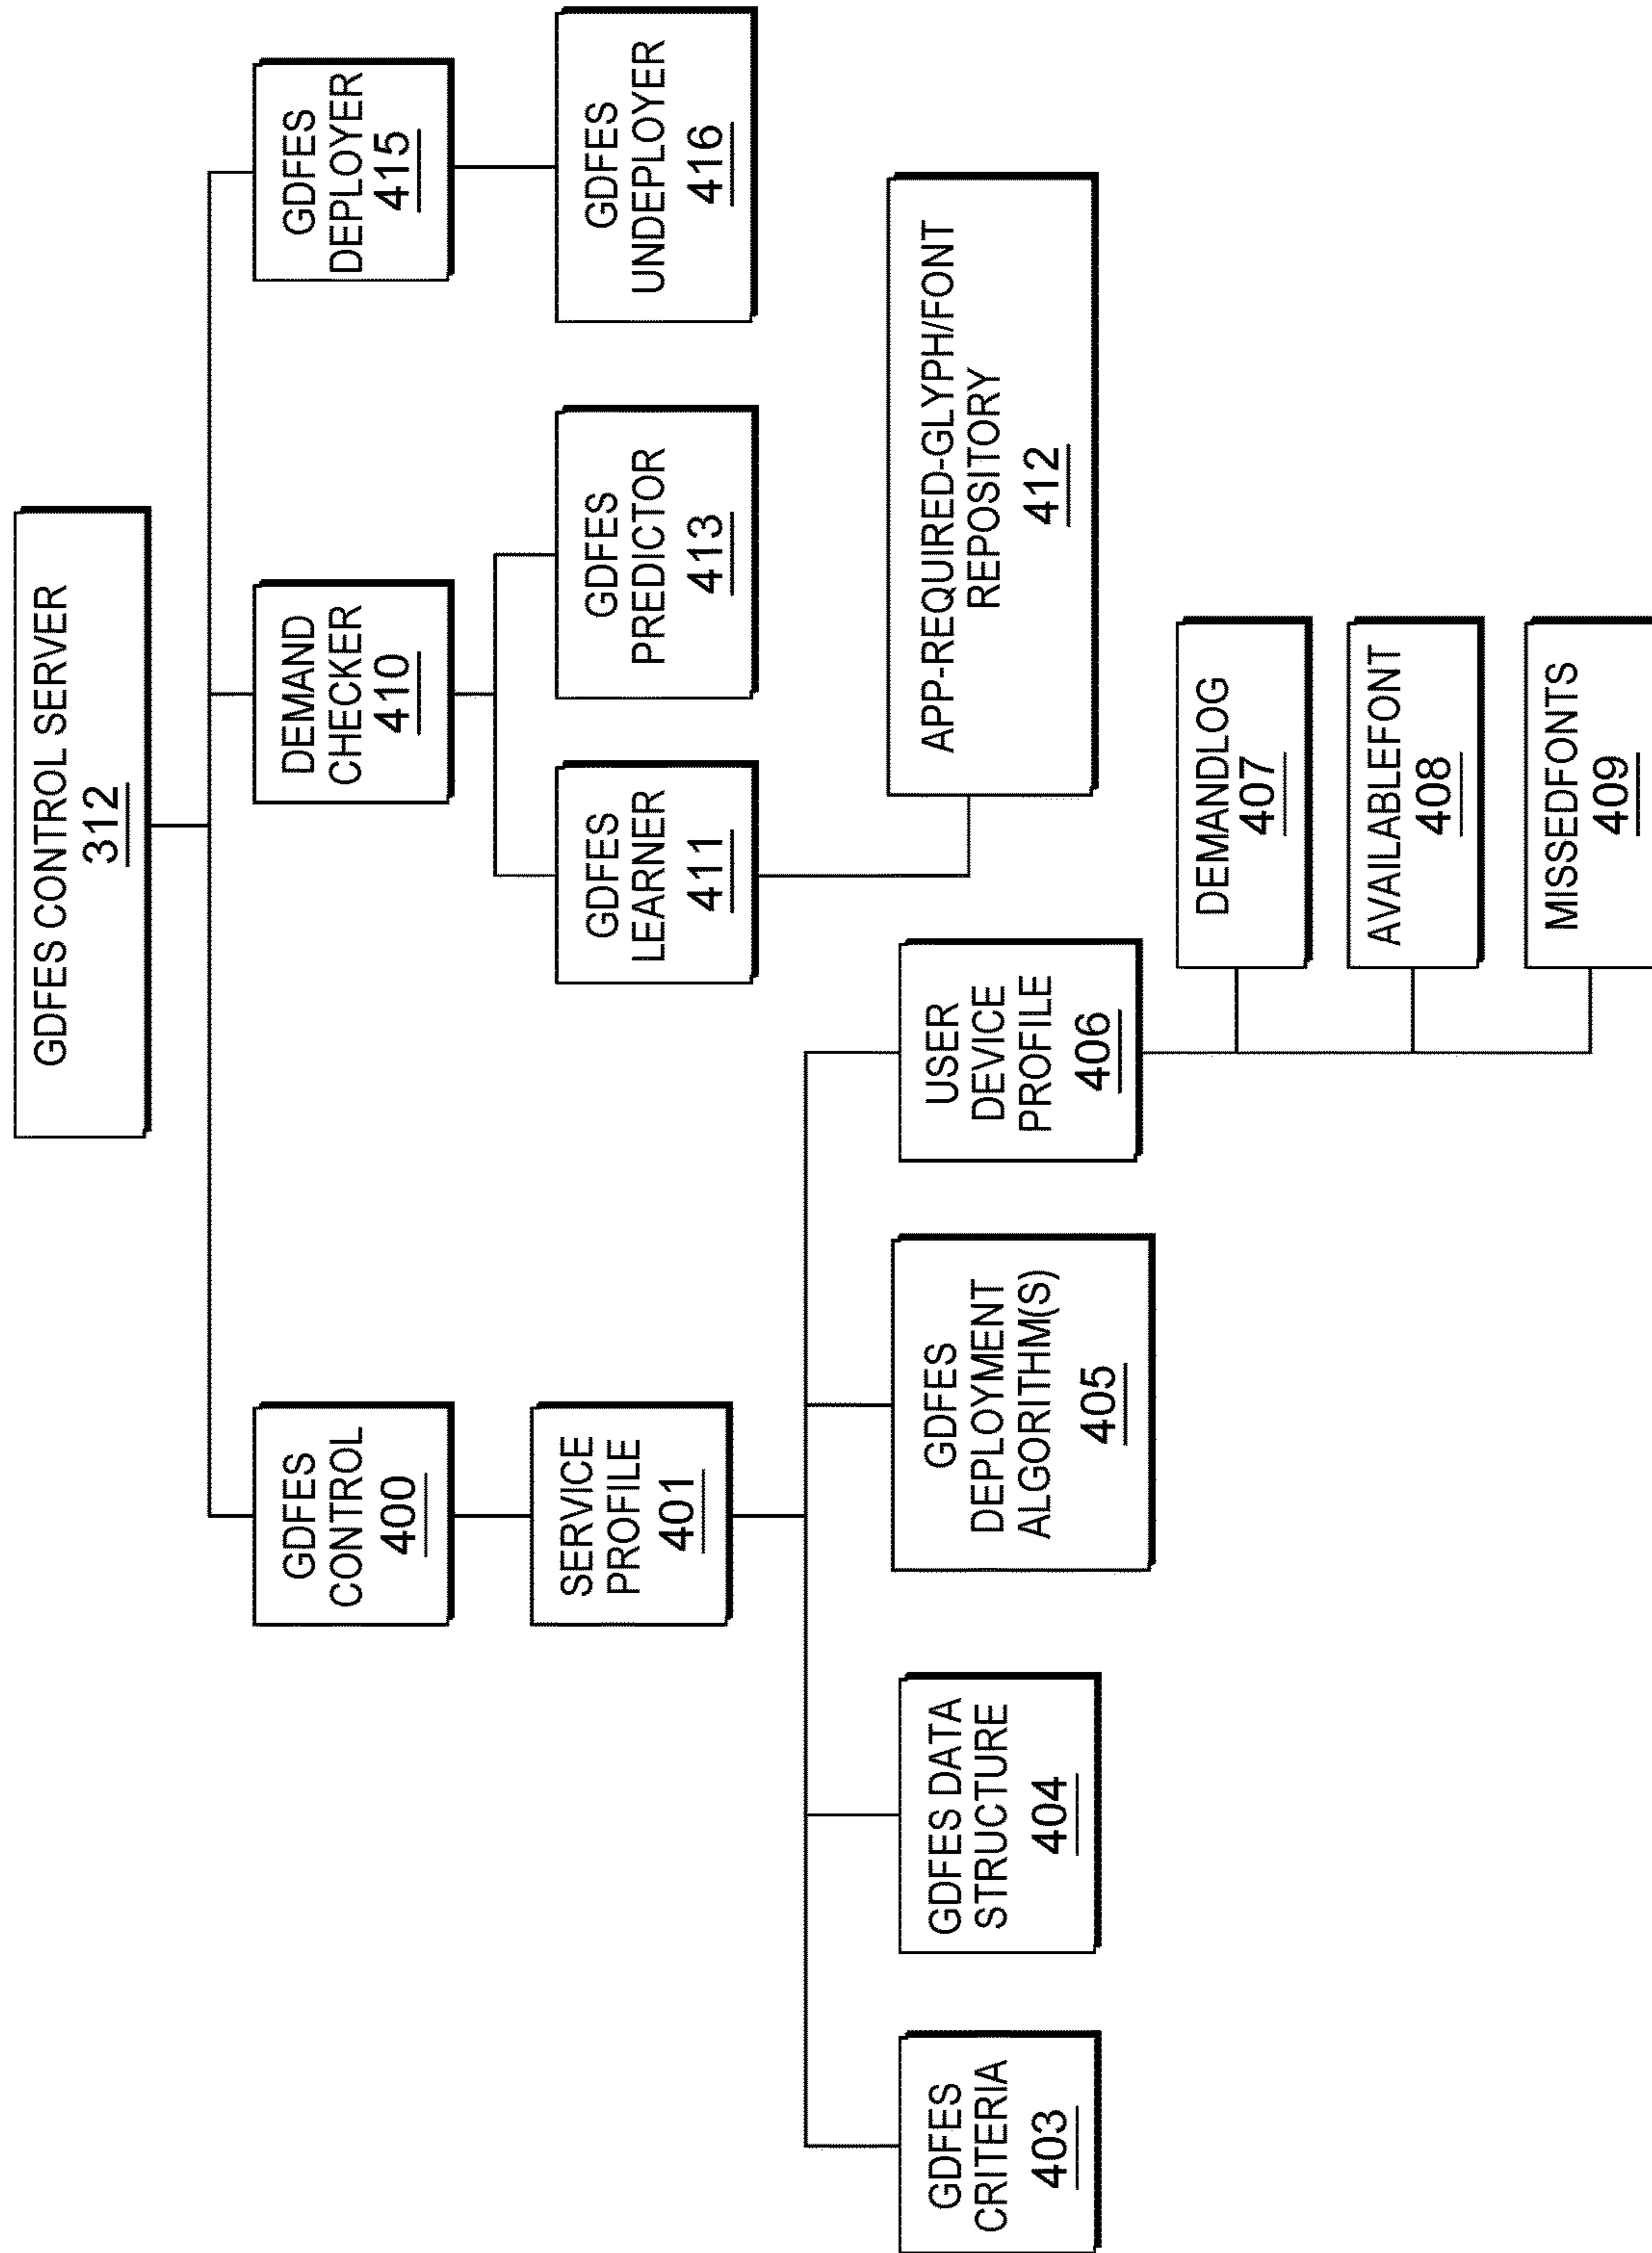 GDFES CONTROL SERVER
312
GDFES
CONTROL
400
DEMAND
CHECKER
410
GDFES
DEPLOYER
415
SERVICE
PROFILE
401
GDFES
LEARNER
411
GDFES
PREDICTOR
413
GDFES
UNDEPLOYER
416
GDFES
CRITERIA
403
GDFES DATA
STRUCTURE
404
GDFES
DEPLOYMENT
ALGORITHM(S)
405
USER
DEVICE
PROFILE
406
APP-REQUIRED-GLYPH/FONT
REPOSITORY
412
DEMANDLOG
407
AVAILABLEFONT
408
MISSEDFONTS
409